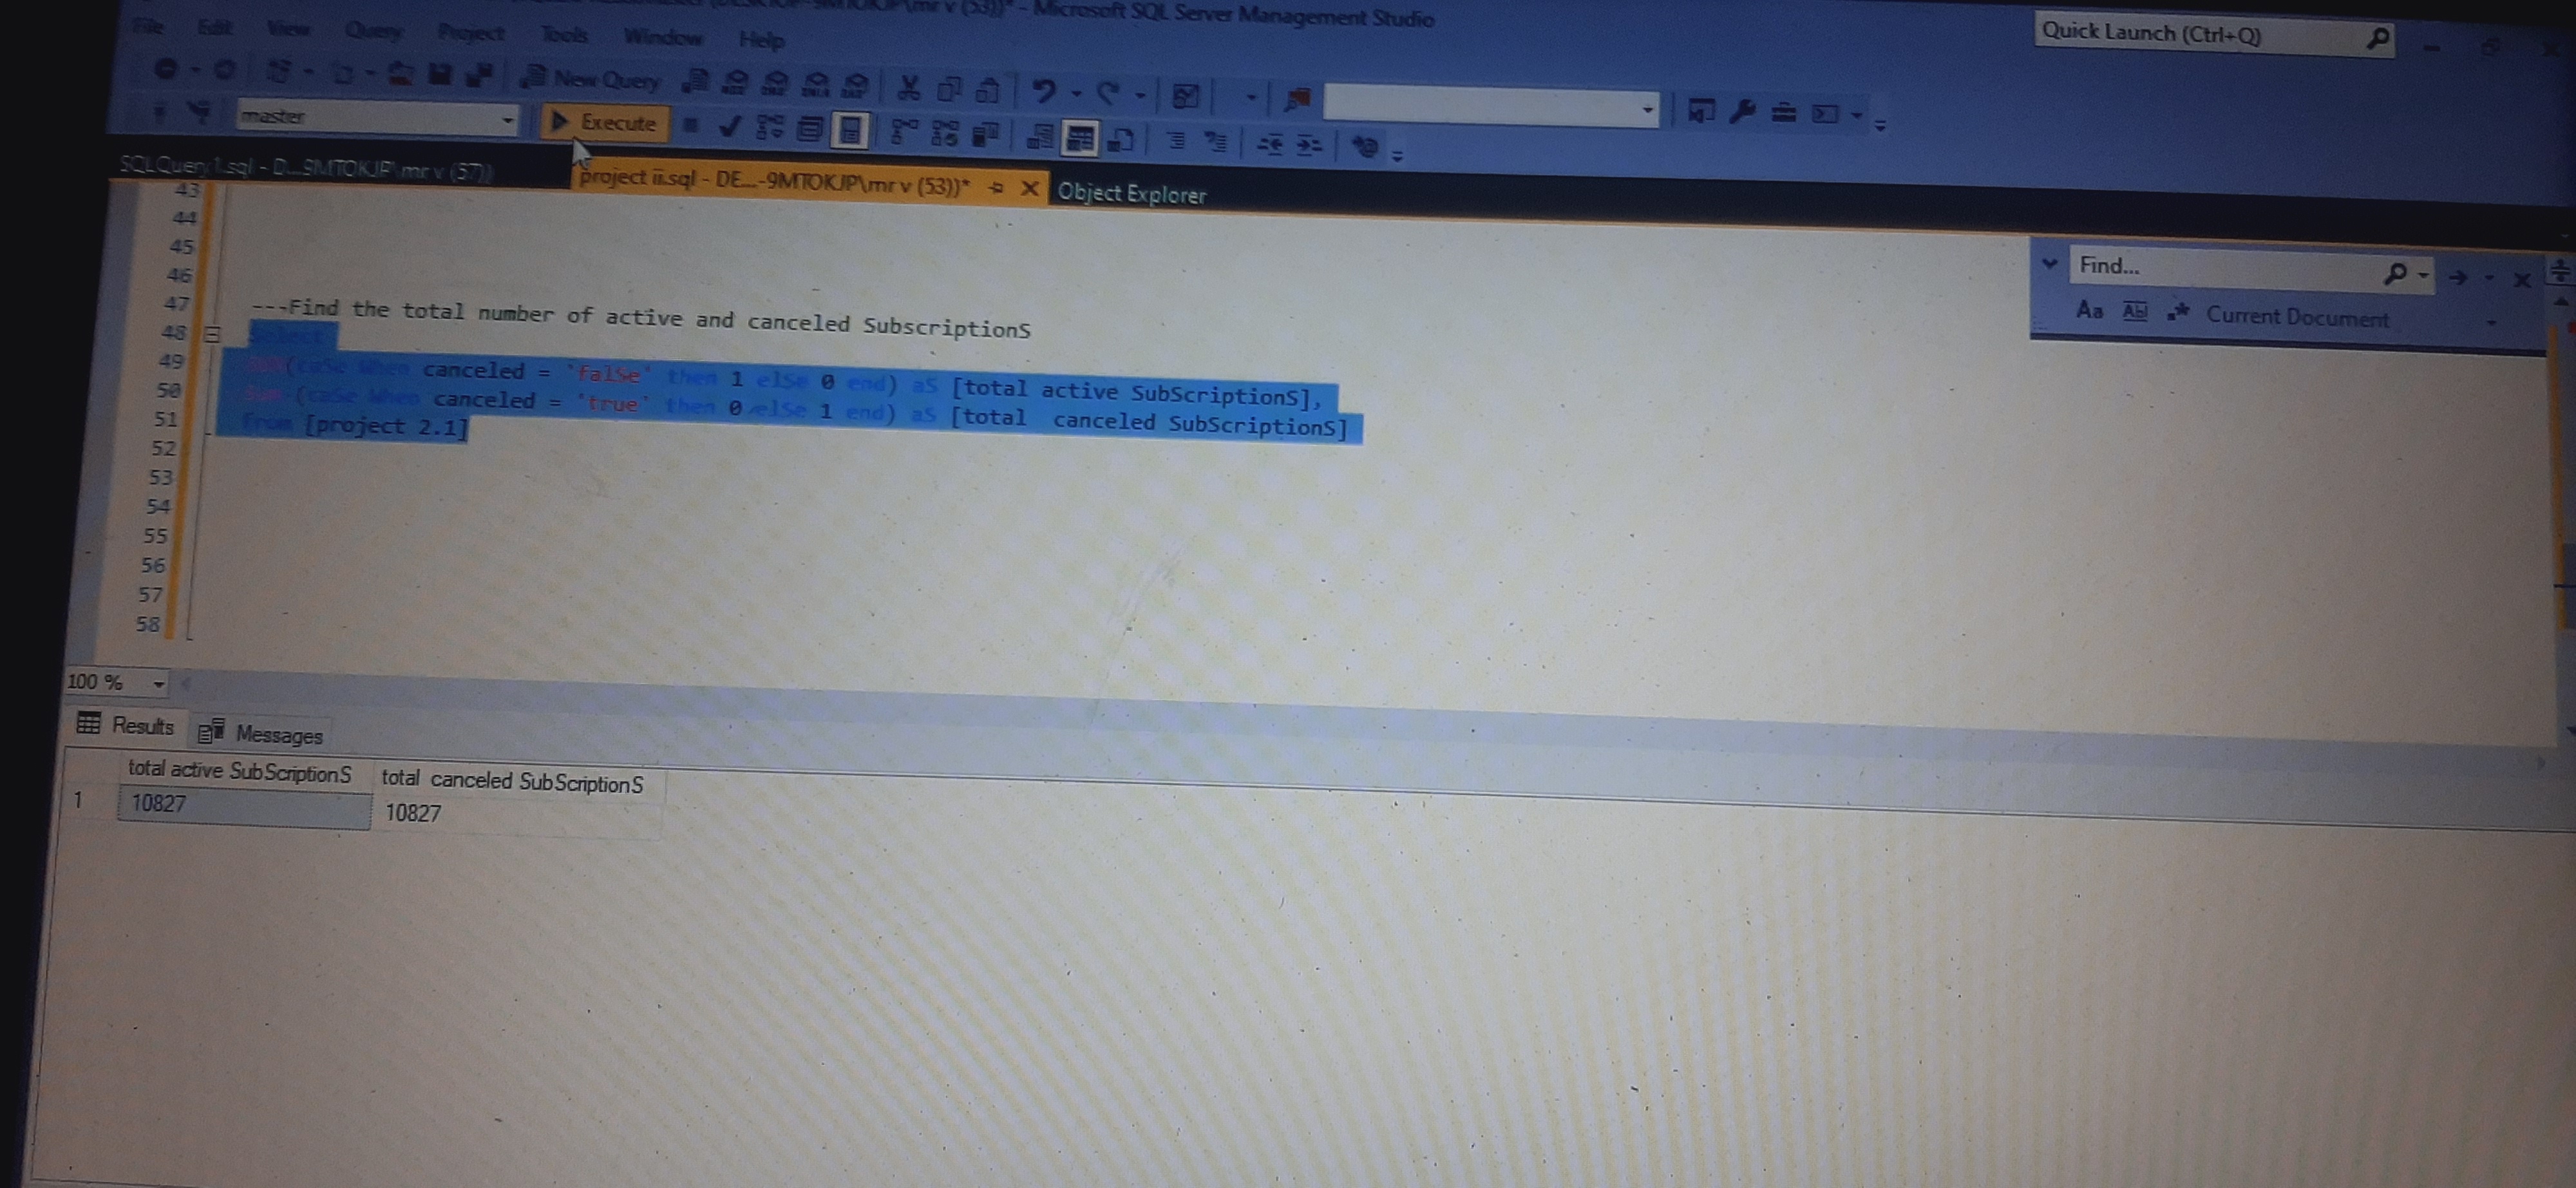 mr v (53))* - Microsoft SQL Server Management Studio
Quick Launch (Ctrl+Q)
File Edit View Query Project Tools Window Help
New Query
master
Execute
SQLQuery1.sql - D...9MTOKJP\mr v (57))
project ii.sql - DE...-9MTOKJP\mr v (53))*
Object Explorer
Find...
Aa Abl .* Current Document
43
44
45
46
47 ---Find the total number of active and canceled SubscriptionS
48 Select
49 Sum(caSe When canceled = 'falSe' then 1 elSe 0 end) aS [total active SubScriptionS],
50 Sum (caSe When canceled = 'true' then 0 elSe 1 end) aS [total  canceled SubScriptionS]
51 from [project 2.1]
52
53
54
55
56
57
58
100 %
Results Messages
total active SubScriptionS total  canceled SubScriptionS
1 10827 10827